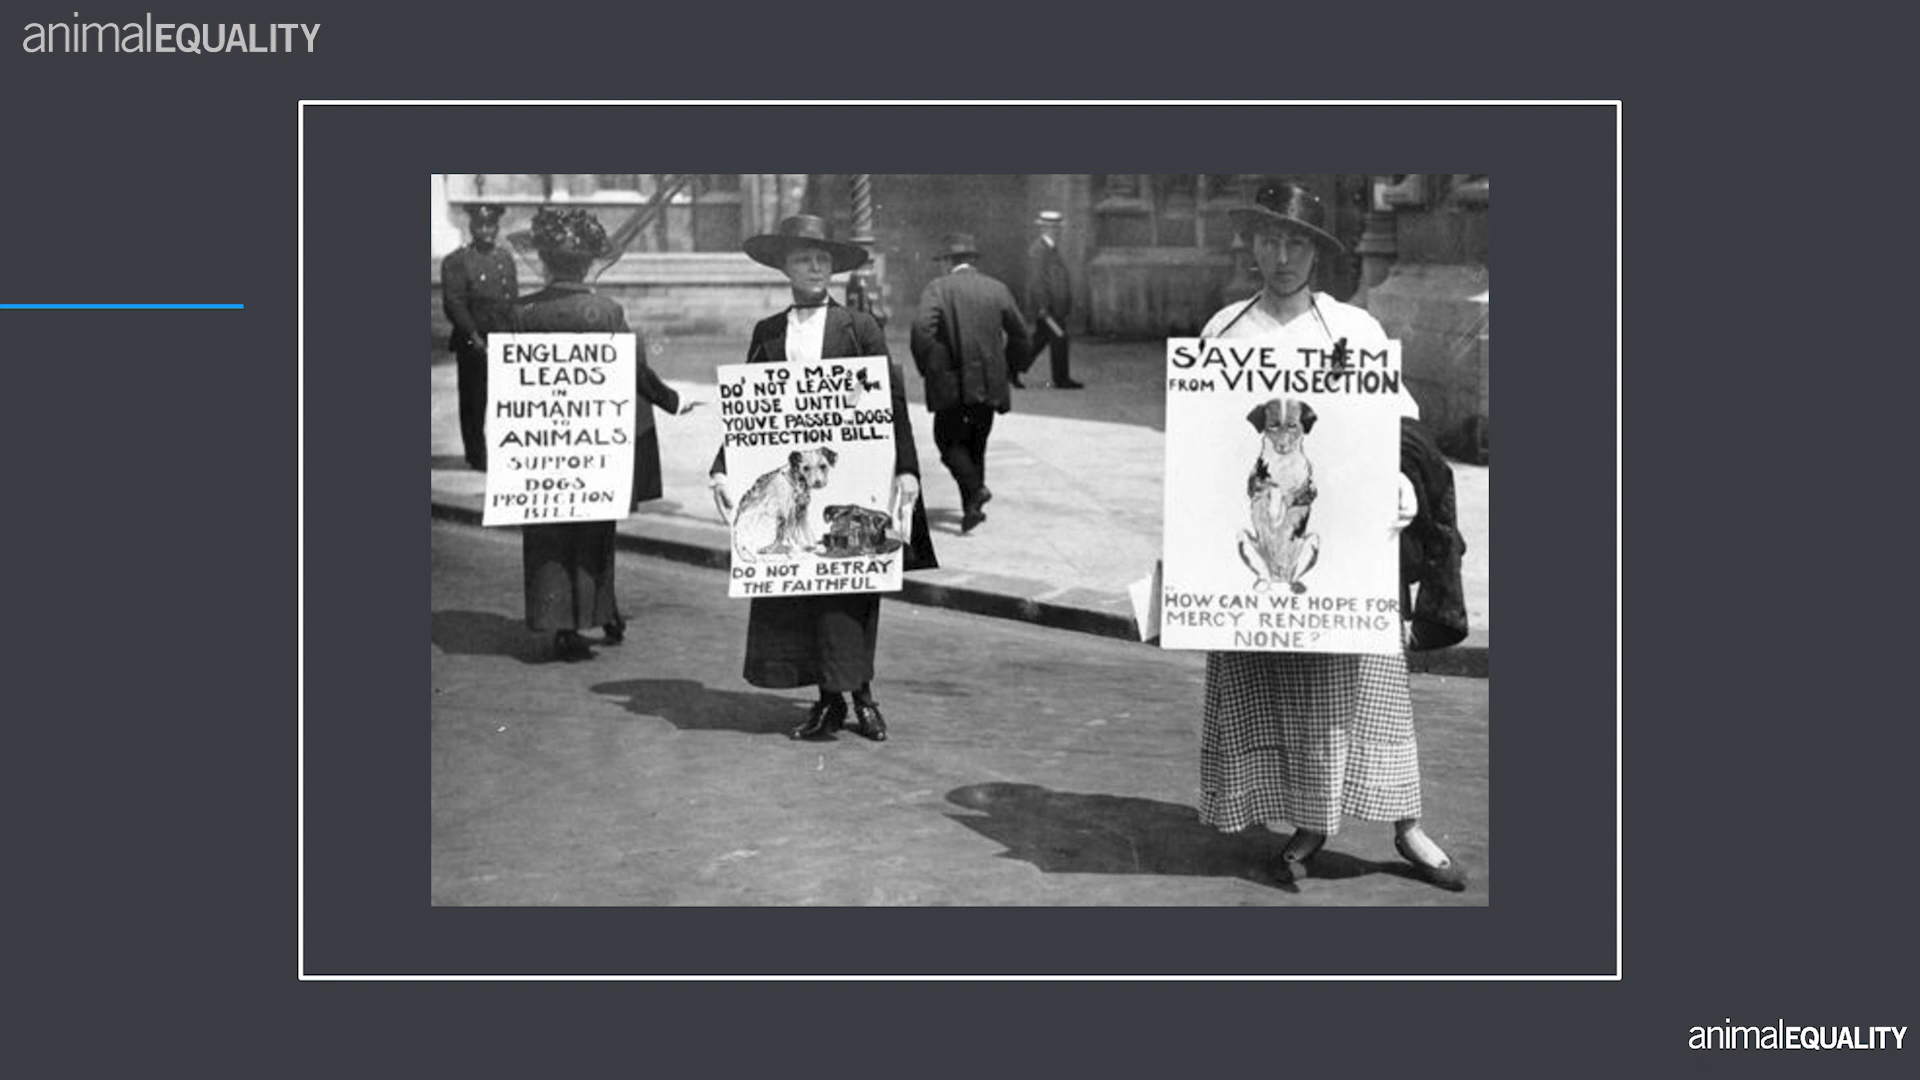 animalEQUALITY
ENGLAND
LEADS
IN
HUMANITY
TO
ANIMALS.
SUPPORT
DOGS
PROTECTION
BILL.
TO M.P.s
DO NOT LEAVE THE
HOUSE UNTIL
YOUVE PASSED THE DOGS
PROTECTION BILL.
DO NOT BETRAY
THE FAITHFUL
SAVE THEM
FROM VIVISECTION
"HOW CAN WE HOPE FOR
MERCY RENDERING
NONE?
animalEQUALITY